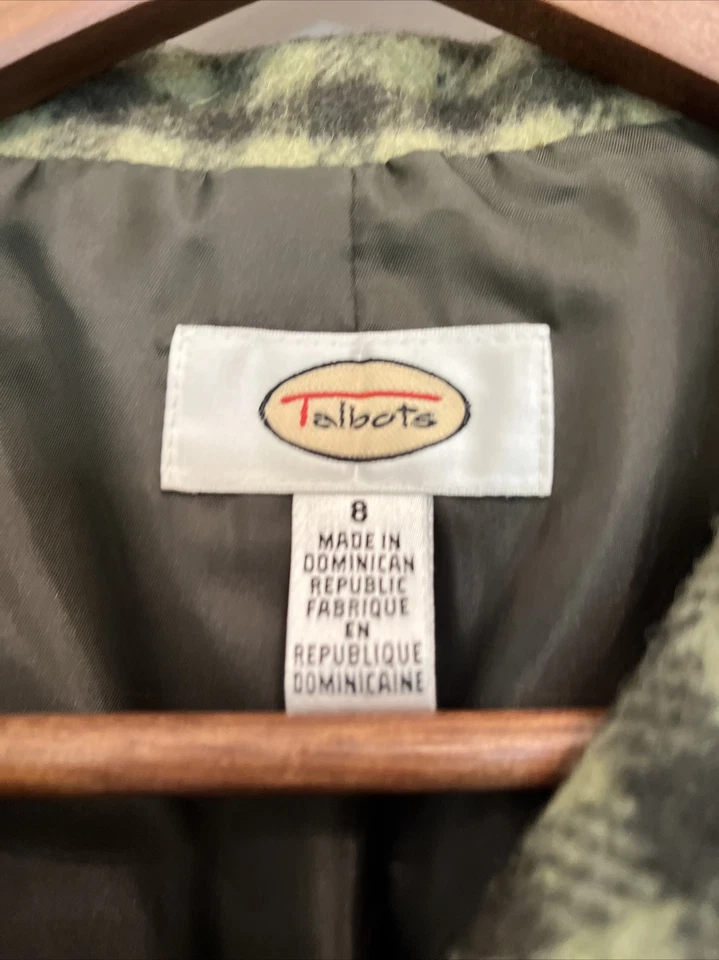 Talbots
8
MADE IN
DOMINICAN
REPUBLIC
FABRIQUE
EN
REPUBLIQUE
DOMINICAINE